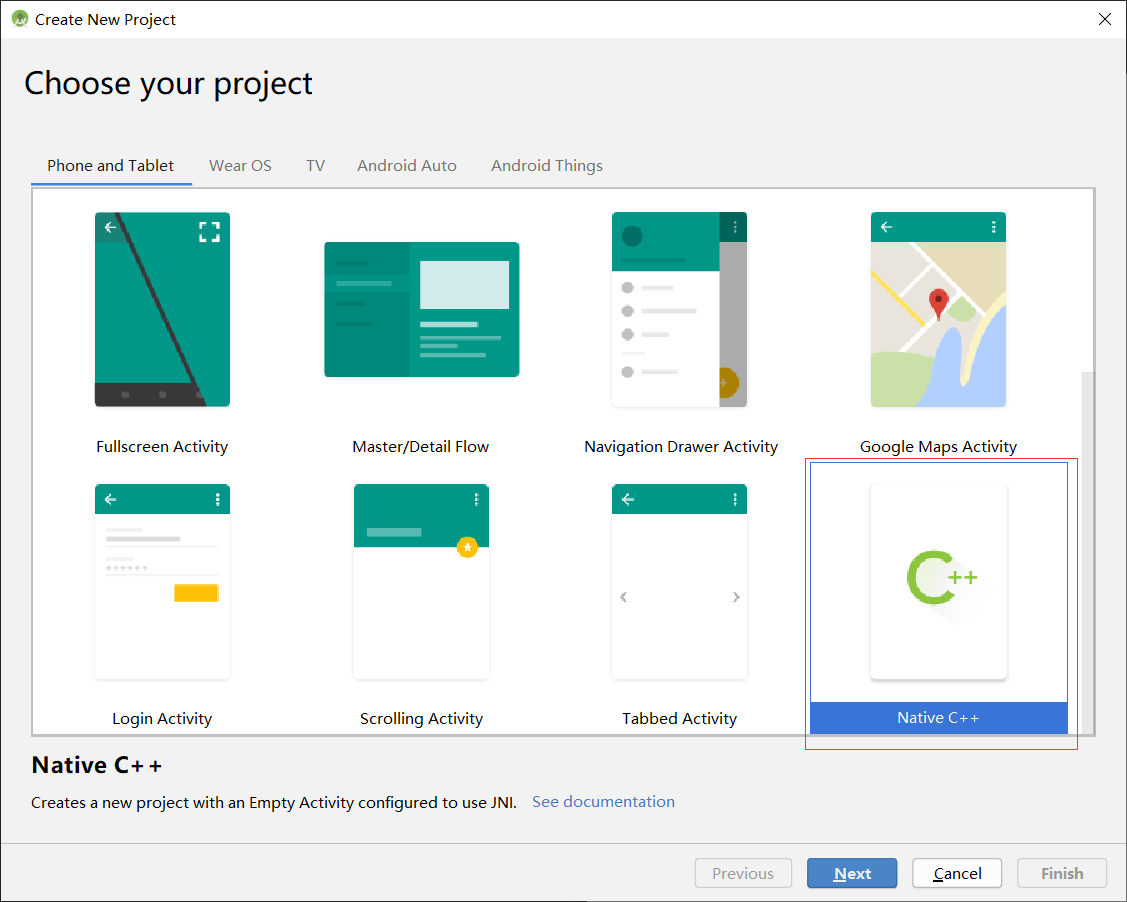 Create New Project
Choose your project
Phone and Tablet Wear OS TV Android Auto Android Things
Fullscreen Activity Master/Detail Flow Navigation Drawer Activity Google Maps Activity
C++
Login Activity Scrolling Activity Tabbed Activity Native C++
Native C++
Creates a new project with an Empty Activity configured to use JNI. See documentation
Previous Next Cancel Finish